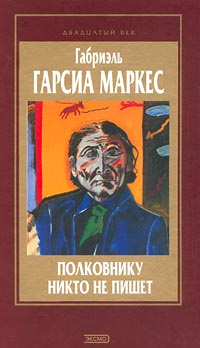 ДВАДЦАТЫЙ ВЕК
Габриэль
ГАРСИА МАРКЕС
ПОЛКОВНИКУ
НИКТО НЕ ПИШЕТ
ЭКСМО